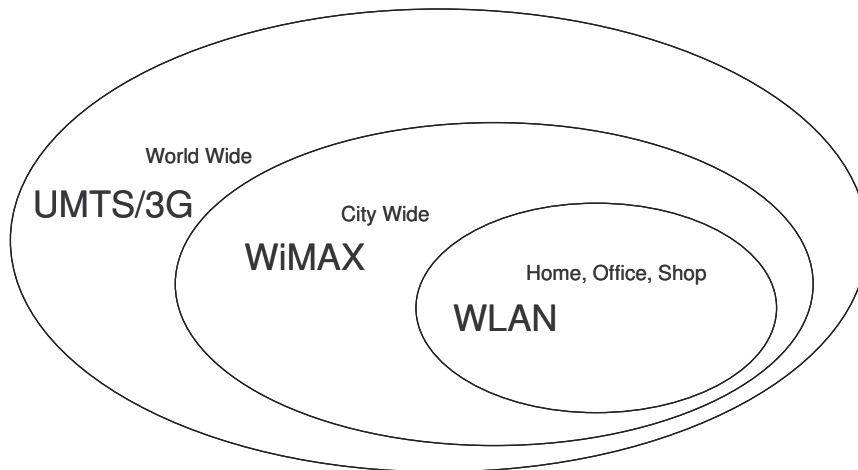 World Wide
UMTS/3G
City Wide
WiMAX
Home, Office, Shop
WLAN